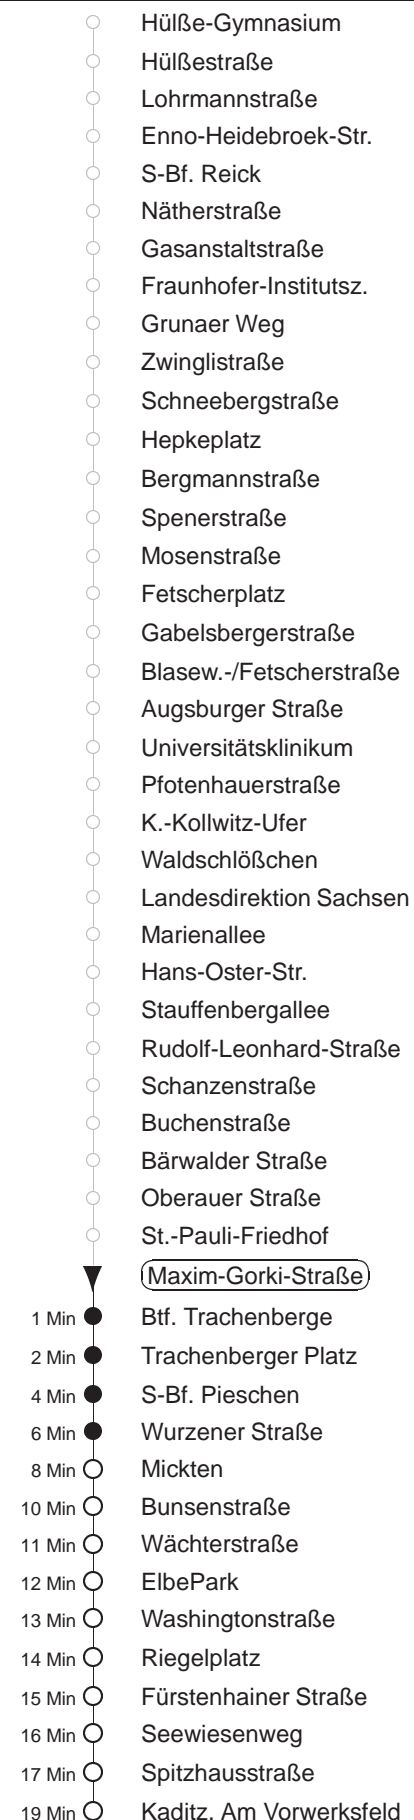 Hülße-Gymnasium
Hülßestraße
Lohrmannstraße
Enno-Heidebroek-Str.
S-Bf. Reick
Nätherstraße
Gasanstaltstraße
Fraunhofer-Institutsz.
Grunaer Weg
Zwinglistraße
Schneebergstraße
Hepkeplatz
Bergmannstraße
Spenerstraße
Mosenstraße
Fetscherplatz
Gabelsbergerstraße
Blasew.-/Fetscherstraße
Augsburger Straße
Universitätsklinikum
Pfotenhauerstraße
K.-Kollwitz-Ufer
Waldschlößchen
Landesdirektion Sachsen
Marienallee
Hans-Oster-Str.
Stauffenbergallee
Rudolf-Leonhard-Straße
Schanzenstraße
Buchenstraße
Bärwalder Straße
Oberauer Straße
St.-Pauli-Friedhof
Maxim-Gorki-Straße
1 Min Btf. Trachenberge
2 Min Trachenberger Platz
4 Min S-Bf. Pieschen
6 Min Wurzener Straße
8 Min Mickten
10 Min Bunsenstraße
11 Min Wächterstraße
12 Min ElbePark
13 Min Washingtonstraße
14 Min Riegelplatz
15 Min Fürstenhainer Straße
16 Min Seewiesenweg
17 Min Spitzhausstraße
19 Min Kaditz, Am Vorwerksfeld